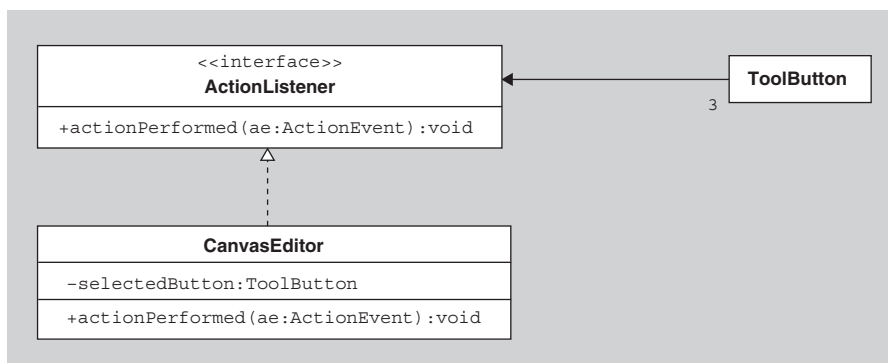 <<interface>>
ActionListener
+actionPerformed(ae:ActionEvent):void
ToolButton
3
CanvasEditor
-selectedButton:ToolButton
+actionPerformed(ae:ActionEvent):void